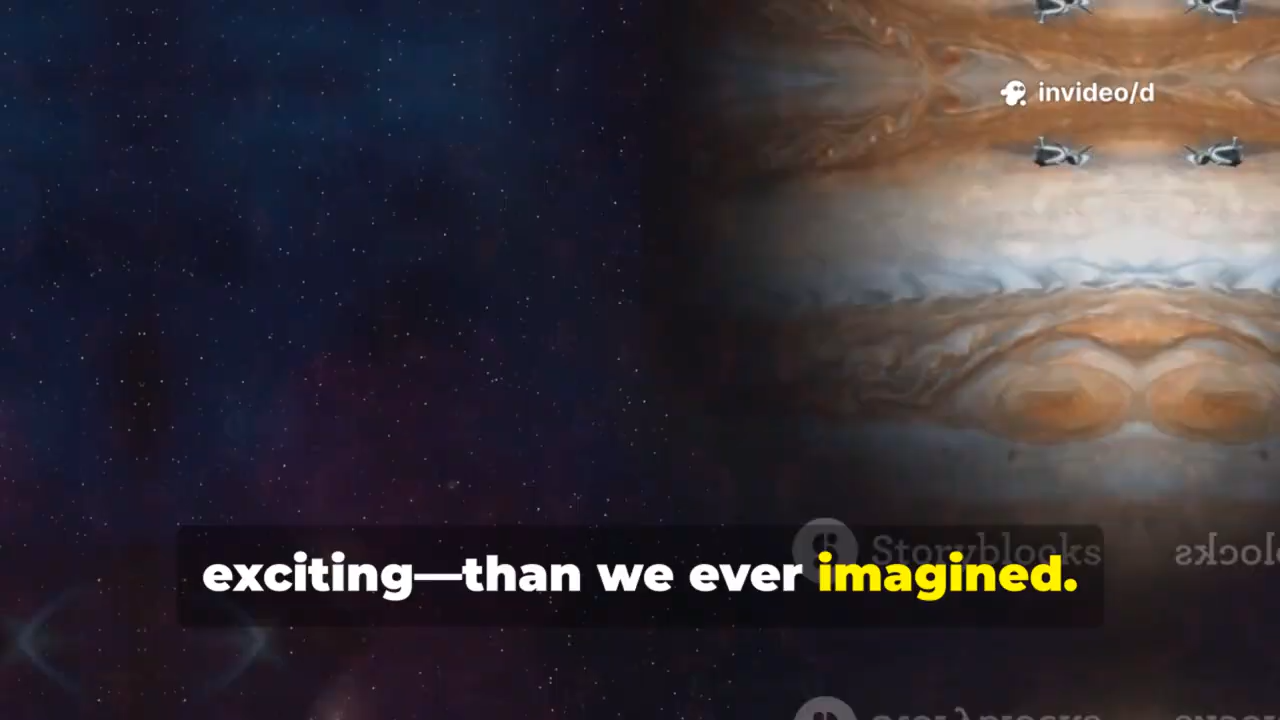 invideo/d
Storyblocks
exciting—than we ever imagined.